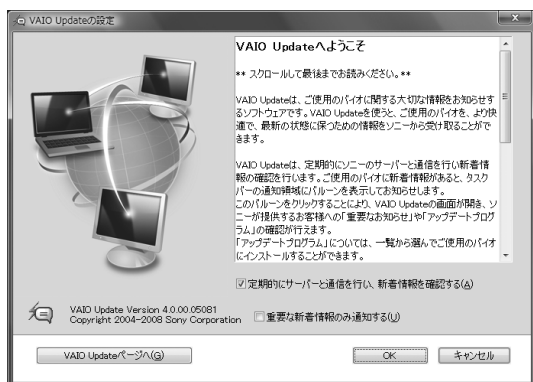 VAIO Updateの設定
VAIO Updateへようこそ
** スクロールして最後までお読みください。**
VAIO Updateは、ご使用のバイオに関する大切な情報をお知らせす
るソフトウェアです。VAIO Updateを使うと、ご使用のバイオを、より快
適で、最新の状態に保つための情報をソニーから受け取ることがで
きます。
VAIO Updateは、定期的にソニーのサーバーと通信を行い新着情
報の確認を行います。ご使用のバイオに新着情報があると、タスク
バーの通知領域にバルーンを表示してお知らせします。
このバルーンをクリックすることにより、VAIO Updateの画面が開き、ソ
ニーが提供するお客様への「重要なお知らせ」や「アップデートプログ
ラム」の確認が行えます。
「アップデートプログラム」については、一覧から選んでご使用のバイオ
にインストールすることができます。
定期的にサーバーと通信を行い、新着情報を確認する(A)
VAIO Update Version 4.0.00.05081
Copyright 2004-2008 Sony Corporation
重要な新着情報のみ通知する(U)
VAIO Updateページへ(G)
OK
キャンセル